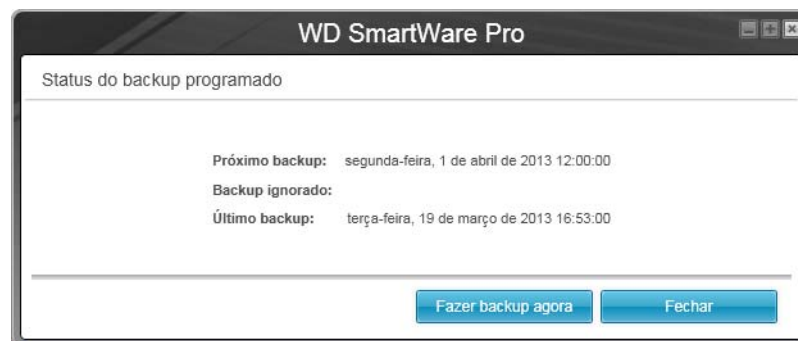 WD SmartWare Pro
Status do backup programado
Próximo backup: segunda-feira, 1 de abril de 2013 12:00:00
Backup ignorado:
Último backup: terça-feira, 19 de março de 2013 16:53:00
Fazer backup agora Fechar